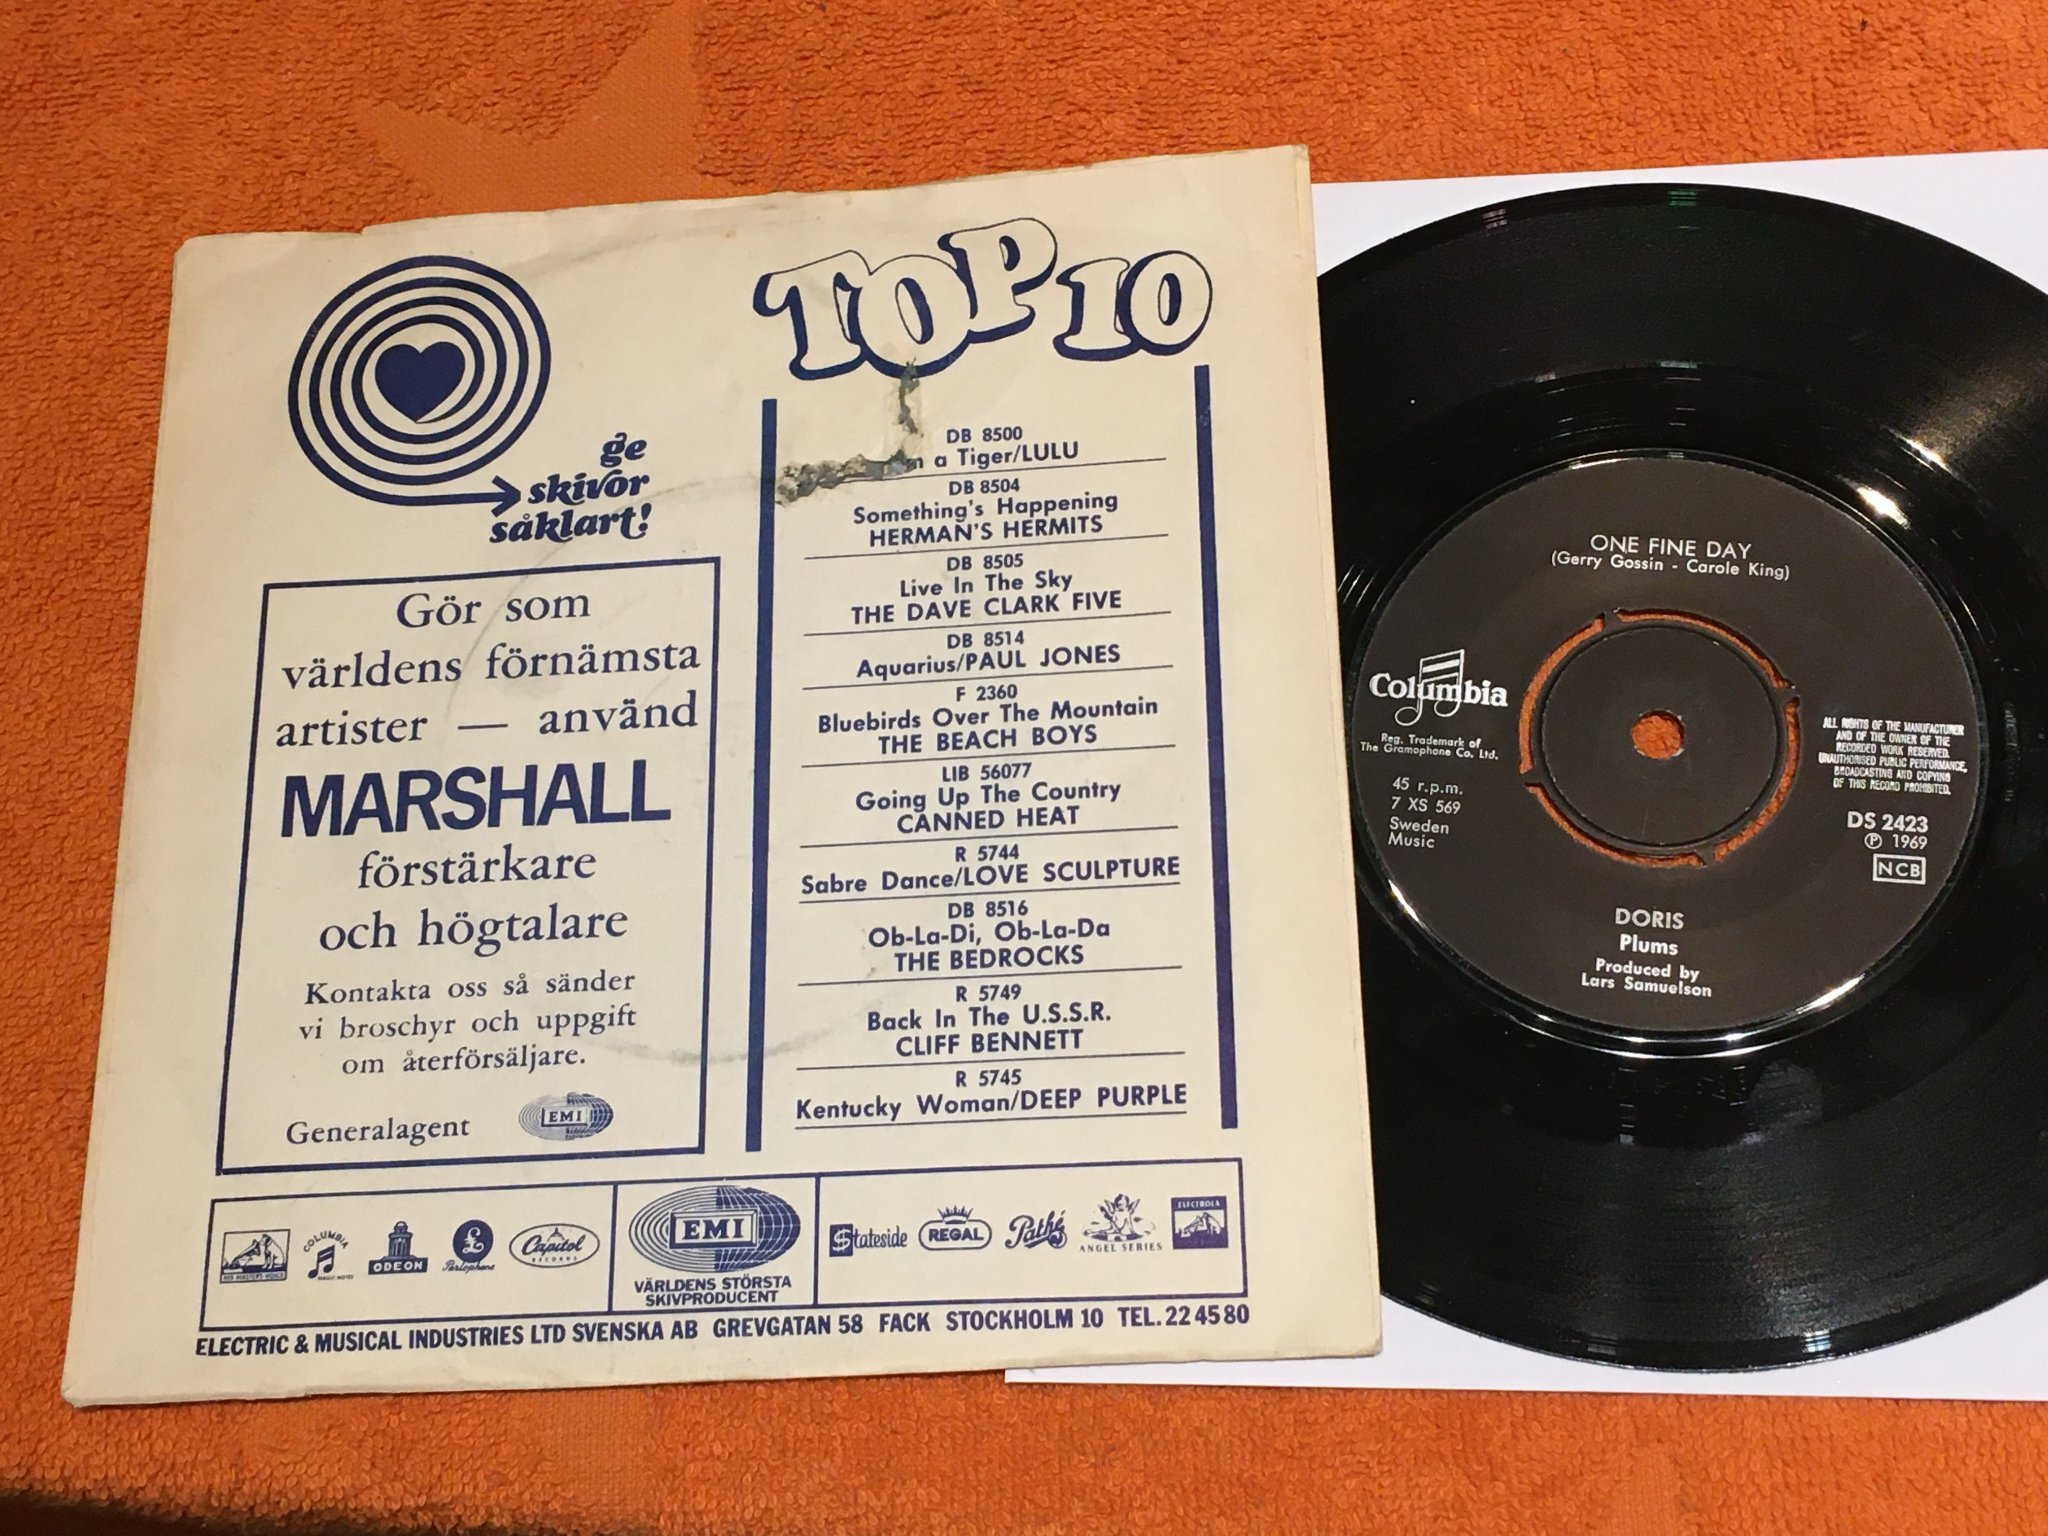 ge
skivor
såklart!
Gör som
världens förnämsta
artister — använd
MARSHALL
förstärkare
och högtalare
Kontakta oss så sänder
vi broschyr och uppgift
om återförsäljare.
Generalagent
EMI
TOP 10
DB 8500
a Tiger/LULU
DB 8504
Something's Happening
HERMAN'S HERMITS
DB 8505
Live In The Sky
THE DAVE CLARK FIVE
DB 8514
Aquarius/PAUL JONES
F 2360
Bluebirds Over The Mountain
THE BEACH BOYS
LIB 56077
Going Up The Country
CANNED HEAT
R 5744
Sabre Dance/LOVE SCULPTURE
DB 8516
Ob-La-Di, Ob-La-Da
THE BEDROCKS
R 5749
Back In The U.S.S.R.
CLIFF BENNETT
R 5745
Kentucky Woman/DEEP PURPLE
HIS MASTER'S VOICE
COLUMBIA
MAGIC NOTES
ODEON
Parlophone
Capitol
RECORDS
EMI
VÄRLDENS STÖRSTA
SKIVPRODUCENT
Stateside
REGAL
Pathé
ANGEL SERIES
ELECTROLA
ELECTRIC & MUSICAL INDUSTRIES LTD SVENSKA AB GREVGATAN 58 FACK STOCKHOLM 10 TEL. 22 45 80
ONE FINE DAY
(Gerry Gossin - Carole King)
Columbia
Reg. Trademark of
The Gramophone Co. Ltd.
45 r.p.m.
7 XS 569
Sweden
Music
ALL RIGHTS OF THE MANUFACTURER
AND OF THE OWNER OF THE
RECORDED WORK RESERVED.
UNAUTHORISED PUBLIC PERFORMANCE,
BROADCASTING AND COPYING
OF THIS RECORD PROHIBITED.
DS 2423
℗ 1969
NCB
DORIS
Plums
Produced by
Lars Samuelson